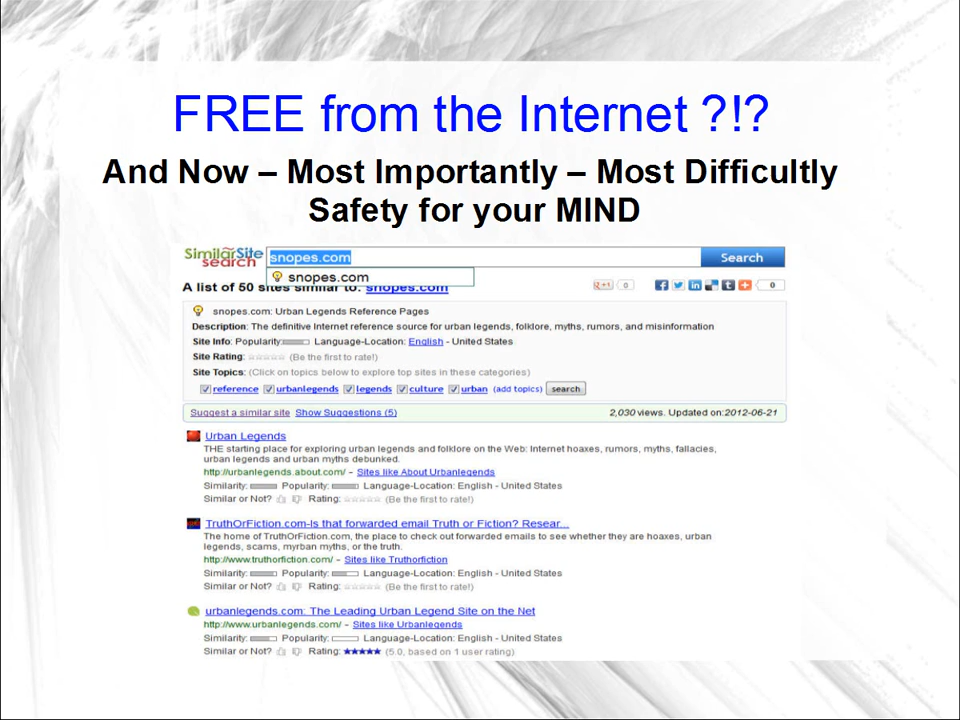 FREE from the Internet ?!?
And Now – Most Importantly – Most Difficultly
Safety for your MIND
SimilarSite search
snopes.com
Search
snopes.com
A list of 50 sites similar to: snopes.com
+1 0
0
snopes.com: Urban Legends Reference Pages
Description: The definitive Internet reference source for urban legends, folklore, myths, rumors, and misinformation
Site Info: Popularity: Language-Location: English - United States
Site Rating: (Be the first to rate!)
Site Topics: (Click on topics below to explore top sites in these categories)
reference urbanlegends legends culture urban (add topics) search
Suggest a similar site Show Suggestions (5) 2,030 views. Updated on:2012-06-21
Urban Legends
THE starting place for exploring urban legends and folklore on the Web: Internet hoaxes, rumors, myths, fallacies,
urban legends and urban myths debunked.
http://urbanlegends.about.com/ - Sites like About Urbanlegends
Similarity: Popularity: Language-Location: English - United States
Similar or Not? Rating: (Be the first to rate!)
TruthOrFiction.com-Is that forwarded email Truth or Fiction? Resear...
The home of TruthOrFiction.com, the place to check out forwarded emails to see whether they are hoaxes, urban
legends, scams, myrban myths, or the truth.
http://www.truthorfiction.com/ - Sites like Truthorfiction
Similarity: Popularity: Language-Location: English - United States
Similar or Not? Rating: (Be the first to rate!)
urbanlegends.com: The Leading Urban Legend Site on the Net
http://www.urbanlegends.com/ - Sites like Urbanlegends
Similarity: Popularity: Language-Location: English - United States
Similar or Not? Rating: (5.0, based on 1 user rating)